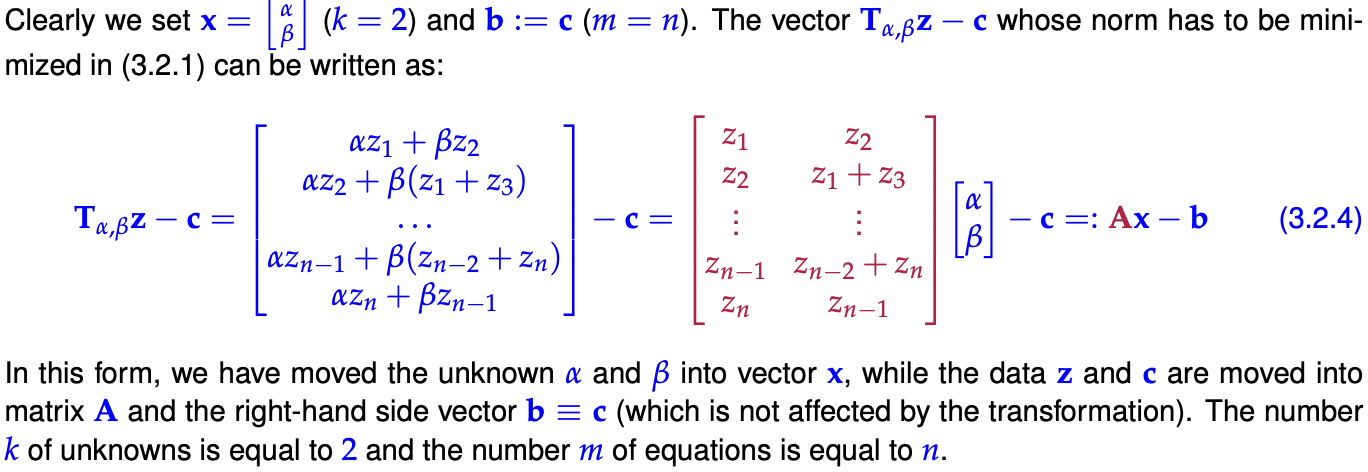 Clearly we set $\mathbf{x} = \begin{bmatrix} \alpha \\ \beta \end{bmatrix}$ ($k = 2$) and $\mathbf{b} := \mathbf{c}$ ($m = n$). The vector $\mathbf{T}_{\alpha,\beta}\mathbf{z} - \mathbf{c}$ whose norm has to be mini-
mized in (3.2.1) can be written as:
$\mathbf{T}_{\alpha,\beta}\mathbf{z} - \mathbf{c} = \begin{bmatrix} \alpha z_1 + \beta z_2 \\ \alpha z_2 + \beta(z_1 + z_3) \\ \dots \\ \alpha z_{n-1} + \beta(z_{n-2} + z_n) \\ \alpha z_n + \beta z_{n-1} \end{bmatrix} - \mathbf{c} = \begin{bmatrix} z_1 & z_2 \\ z_2 & z_1 + z_3 \\ \vdots & \vdots \\ z_{n-1} & z_{n-2} + z_n \\ z_n & z_{n-1} \end{bmatrix} \begin{bmatrix} \alpha \\ \beta \end{bmatrix} - \mathbf{c} =: \mathbf{A}\mathbf{x} - \mathbf{b}$ (3.2.4)
In this form, we have moved the unknown $\alpha$ and $\beta$ into vector $\mathbf{x}$, while the data $\mathbf{z}$ and $\mathbf{c}$ are moved into
matrix $\mathbf{A}$ and the right-hand side vector $\mathbf{b} \equiv \mathbf{c}$ (which is not affected by the transformation). The number
$k$ of unknowns is equal to $2$ and the number $m$ of equations is equal to $n$.